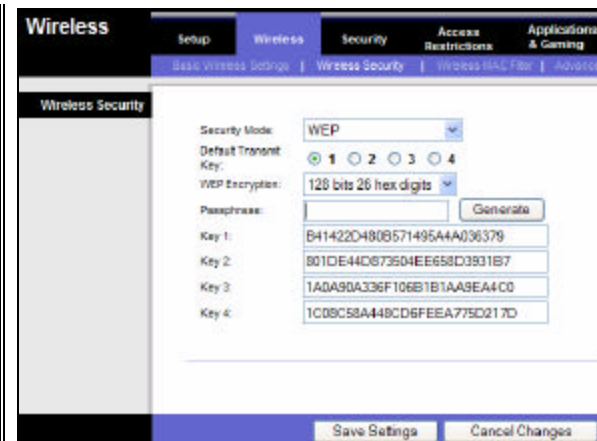 Wireless
Setup Wireless Security Access Restrictions Applications & Gaming
Basic Wireless Settings | Wireless Security | Wireless MAC Filter | Advance
Wireless Security
Security Mode: WEP
Default Transmit Key: 1 2 3 4
WEP Encryption: 128 bits 26 hex digits
Passphrase: Generate
Key 1: B41422D480B571495A4A036379
Key 2: 801DE44D873504EE658D3931B7
Key 3: 1A0A90A336F106B1B1AA9EA4C0
Key 4: 1C08C58A448CD6FEEA775D217D
Save Settings Cancel Changes